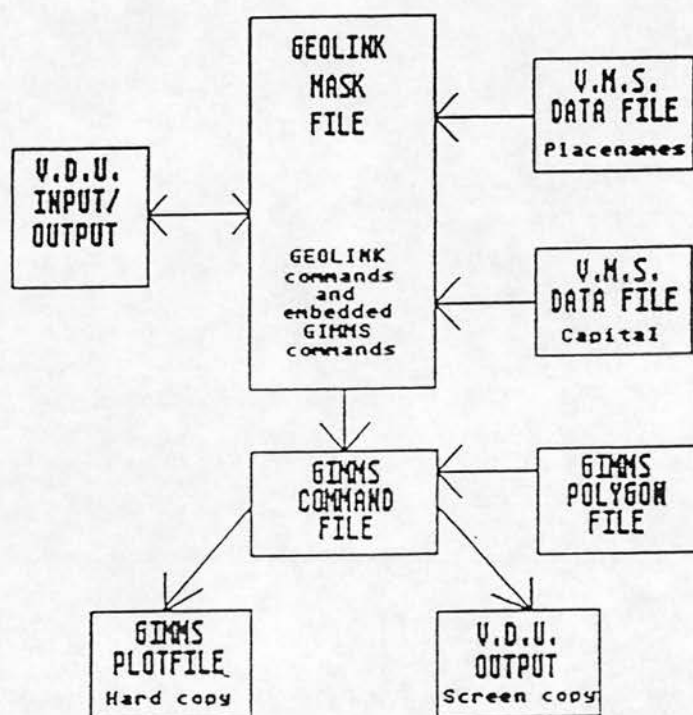 GEOLINK
MASK
FILE
V.M.S.
DATA FILE
Placenames
V.D.U.
INPUT/
OUTPUT
GEOLINK
commands
and
embedded
GIMMS
commands
V.M.S.
DATA FILE
Capital
GIMMS
COMMAND
FILE
GIMMS
POLYGON
FILE
GIMMS
PLOTFILE
Hard copy
V.D.U.
OUTPUT
Screen copy